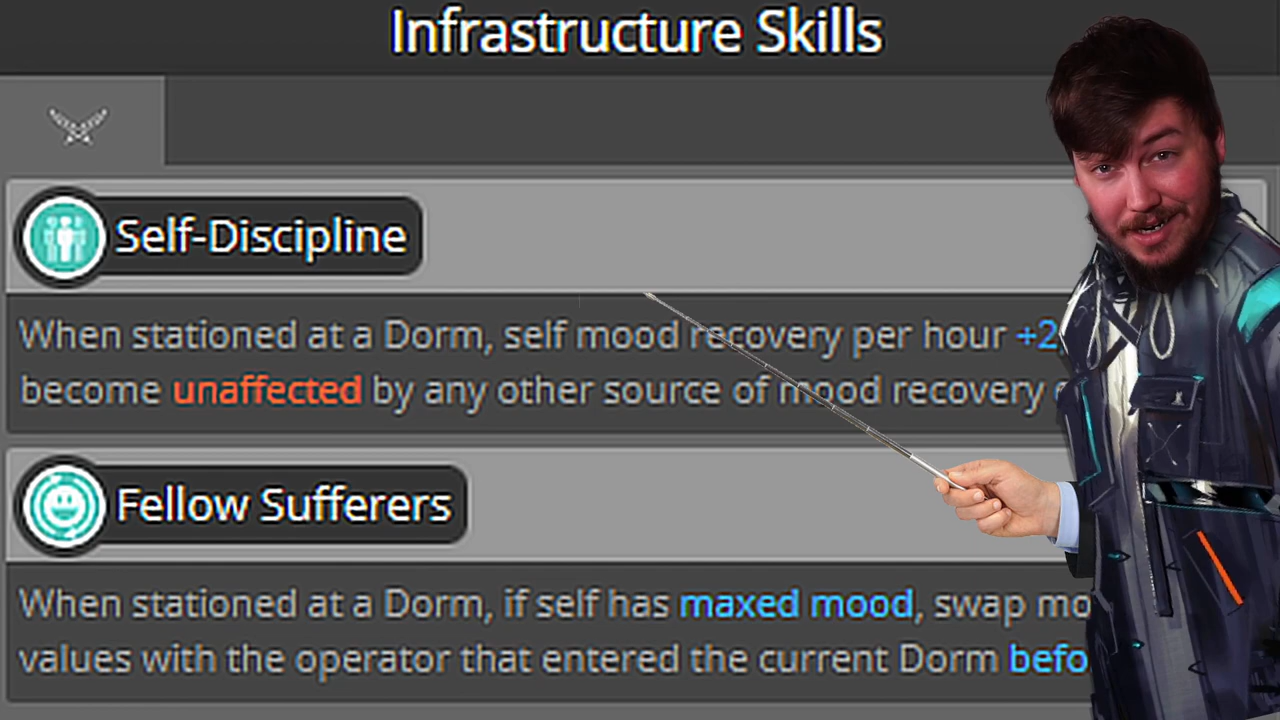 Infrastructure Skills
Self-Discipline
When stationed at a Dorm, self mood recovery per hour +2
become unaffected by any other source of mood recovery
Fellow Sufferers
When stationed at a Dorm, if self has maxed mood, swap mo
values with the operator that entered the current Dorm befo